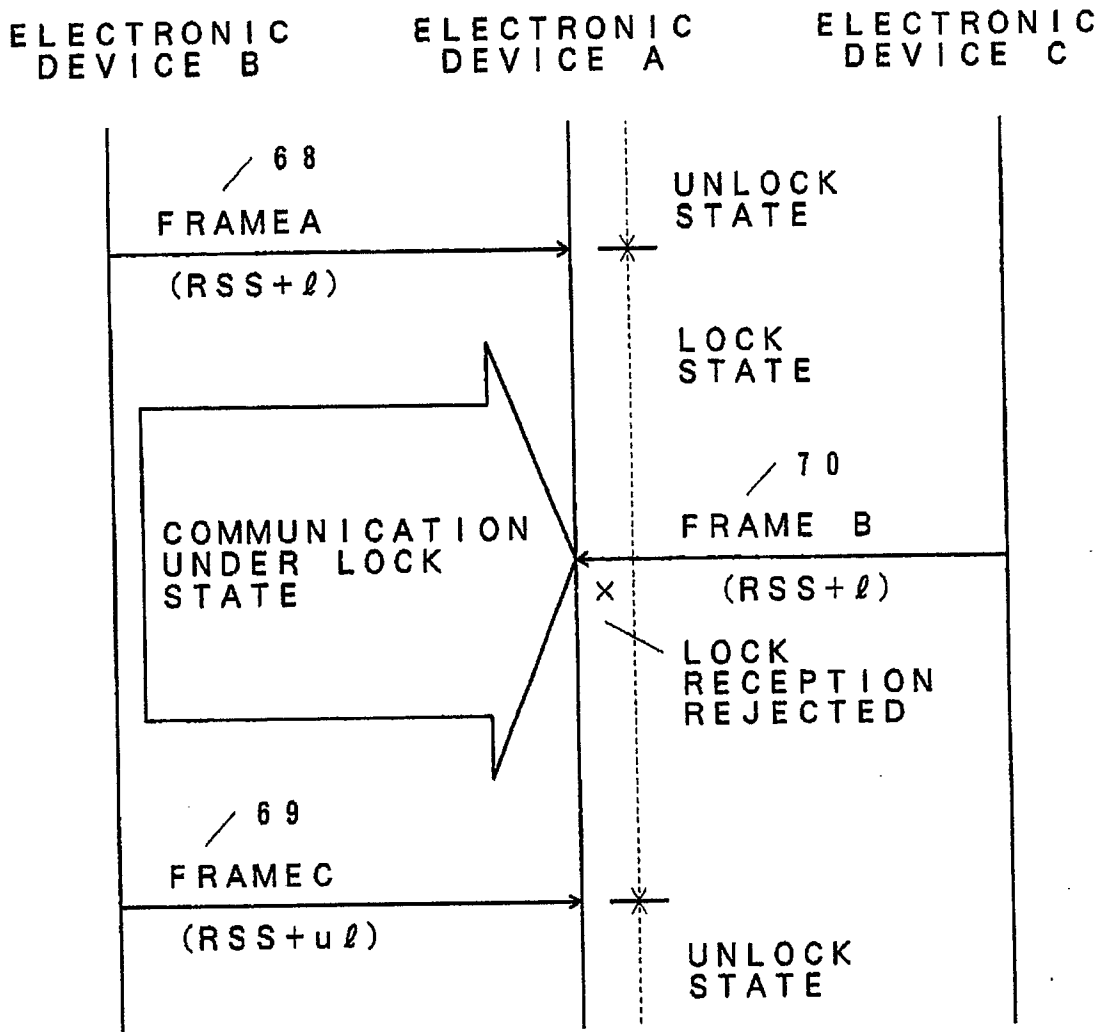 ELECTRONIC
DEVICE B
ELECTRONIC
DEVICE A
ELECTRONIC
DEVICE C
68
FRAMEA
(RSS+ℓ)
UNLOCK
STATE
LOCK
STATE
70
FRAME B
(RSS+ℓ)
COMMUNICATION
UNDER LOCK
STATE
×
LOCK
RECEPTION
REJECTED
69
FRAMEC
(RSS+uℓ)
UNLOCK
STATE